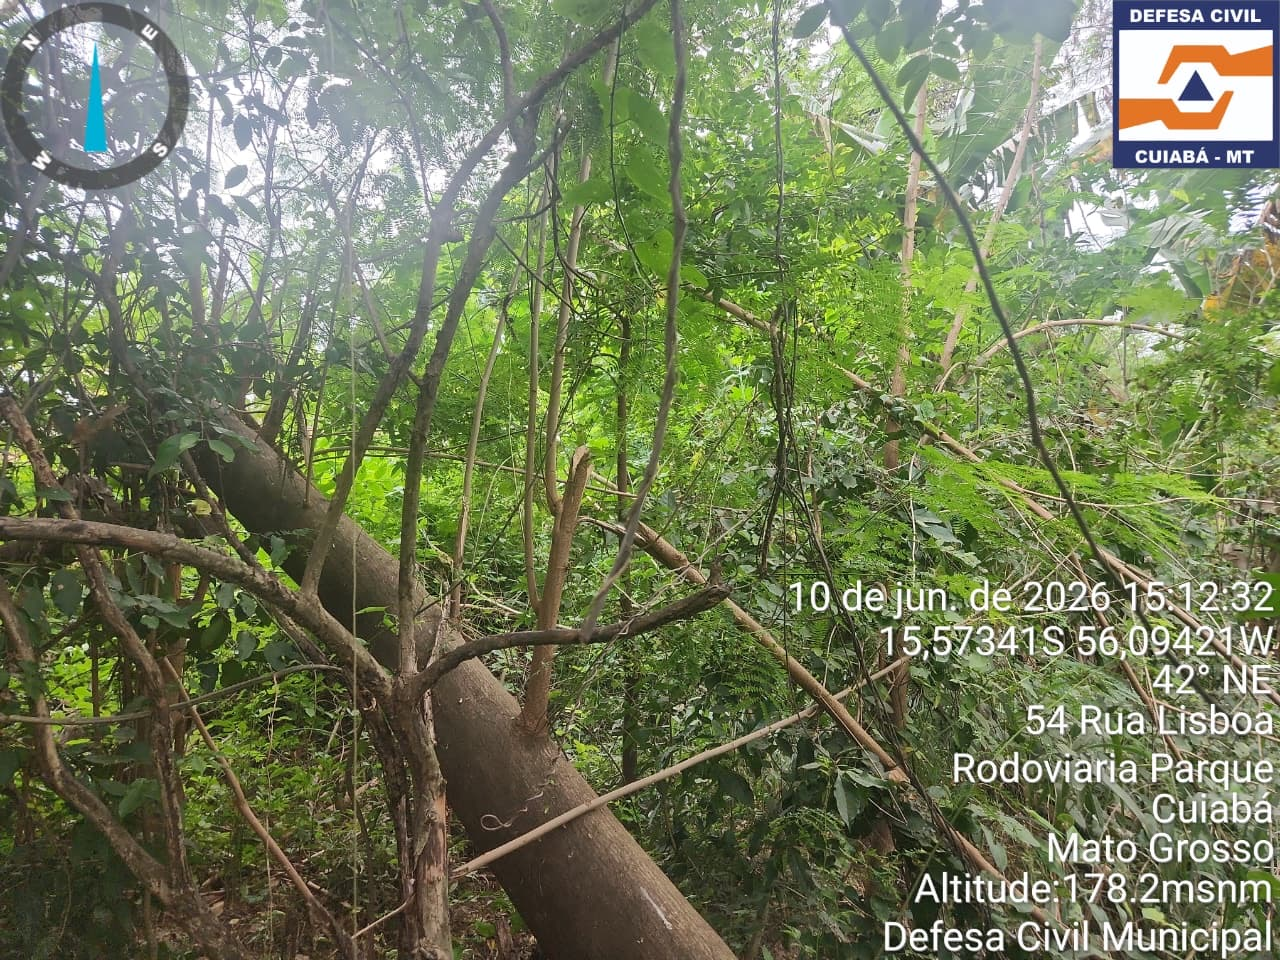 N
E
W
S
DEFESA CIVIL
CUIABÁ - MT
10 de jun. de 2026 15:12:32
15,57341S 56,09421W
42° NE
54 Rua Lisboa
Rodoviaria Parque
Cuiabá
Mato Grosso
Altitude:178.2msnm
Defesa Civil Municipal